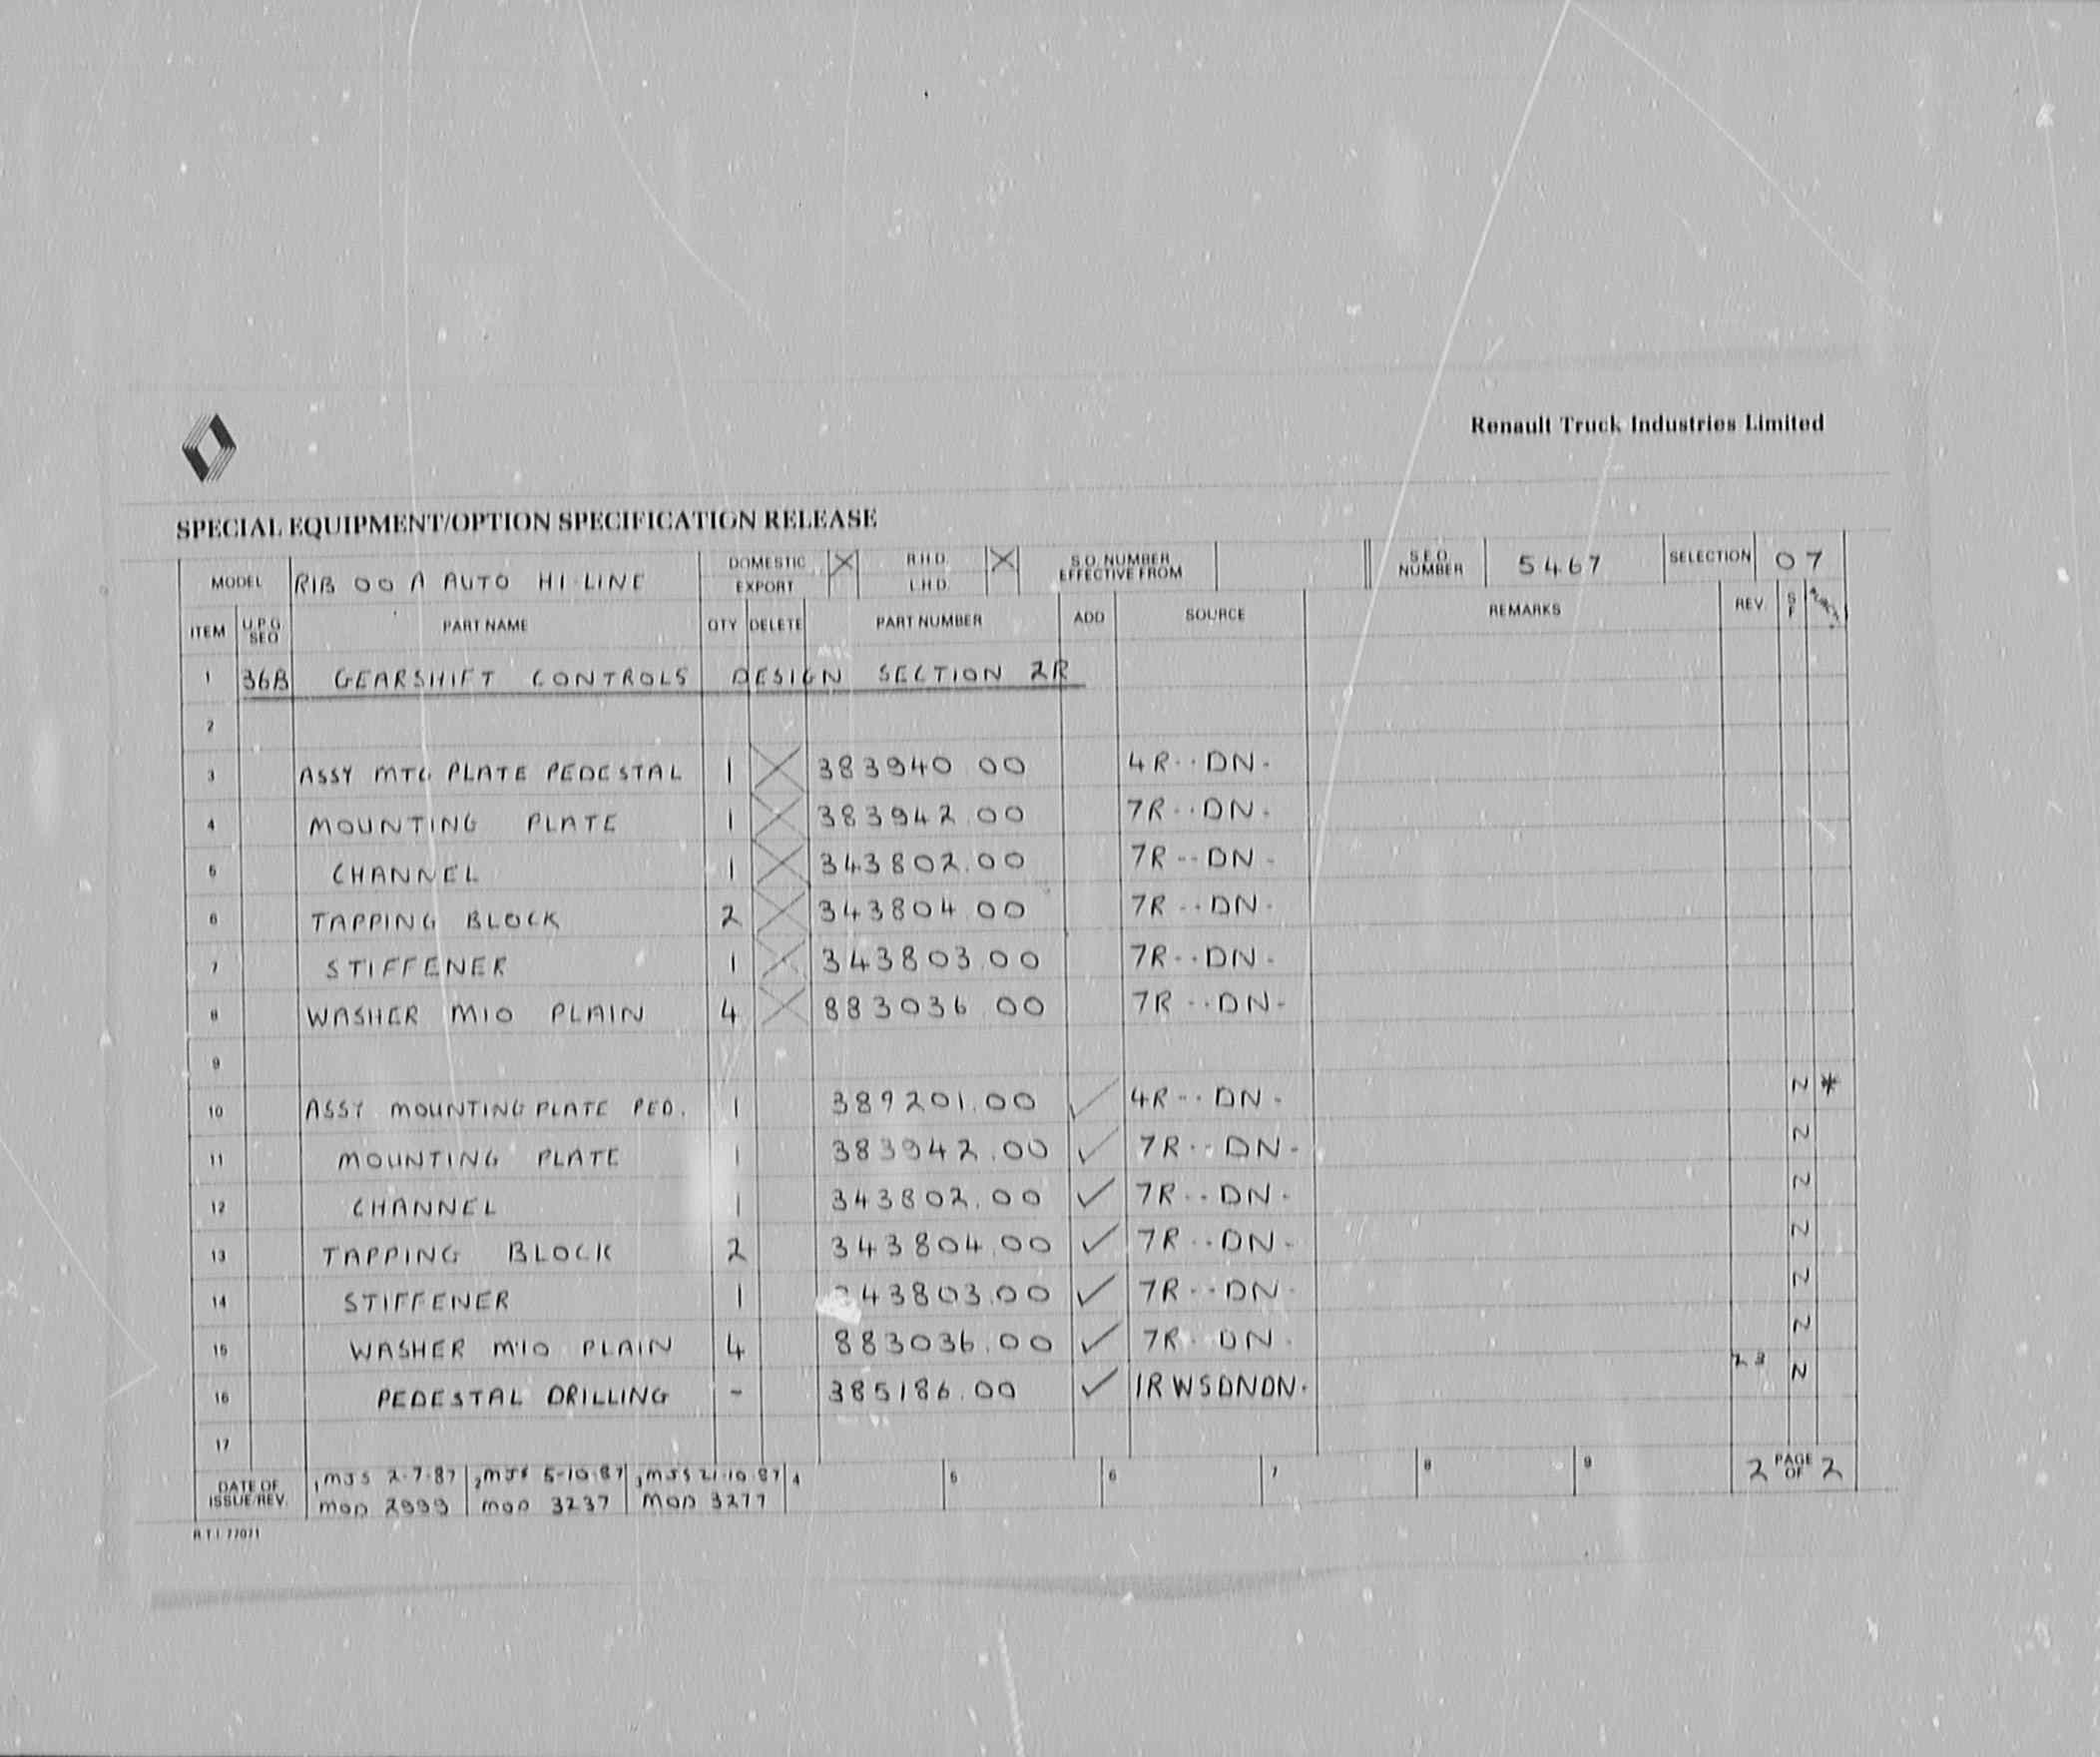 Renault Truck Industries Limited
SPECIAL EQUIPMENT/OPTION SPECIFICATION RELEASE
MODEL R1B 00 A AUTO HI-LINE DOMESTIC X R.H.D. X S.O. NUMBER EFFECTIVE FROM S.E.O. NUMBER 5467 SELECTION 07
EXPORT L.H.D.
ITEM U.P.G. SEQ PART NAME QTY DELETE PART NUMBER ADD SOURCE REMARKS REV. S F
1 36B GEARSHIFT CONTROLS DESIGN SECTION 2R
2
3 ASSY MTG PLATE PEDESTAL 1 X 383940 00 4R--DN-
4 MOUNTING PLATE 1 X 383942.00 7R--DN-
5 CHANNEL 1 X 343802.00 7R--DN-
6 TAPPING BLOCK 2 X 343804 00 7R--DN-
7 STIFFENER 1 X 343803.00 7R--DN-
8 WASHER M10 PLAIN 4 X 883036 00 7R--DN-
9
10 ASSY MOUNTING PLATE PED. 1 389201.00 ✓ 4R--DN- N *
11 MOUNTING PLATE 1 383942.00 ✓ 7R--DN- N
12 CHANNEL 1 343802.00 ✓ 7R--DN- N
13 TAPPING BLOCK 2 343804.00 ✓ 7R--DN- N
14 STIFFENER 1 343803.00 ✓ 7R--DN- N
15 WASHER M10 PLAIN 4 883036.00 ✓ 7R--DN- N
16 PEDESTAL DRILLING - 385186.00 ✓ 1RWSDNDN- 23 N
17
DATE OF ISSUE/REV. 1 MJS 2-7-87 2 MJS 5-10-87 3 MJS 21-10-87 4 5 6 7 8 9 2 PAGE OF 2
MOD 2999 MOD 3237 MOD 3277
R.T.I. 77071